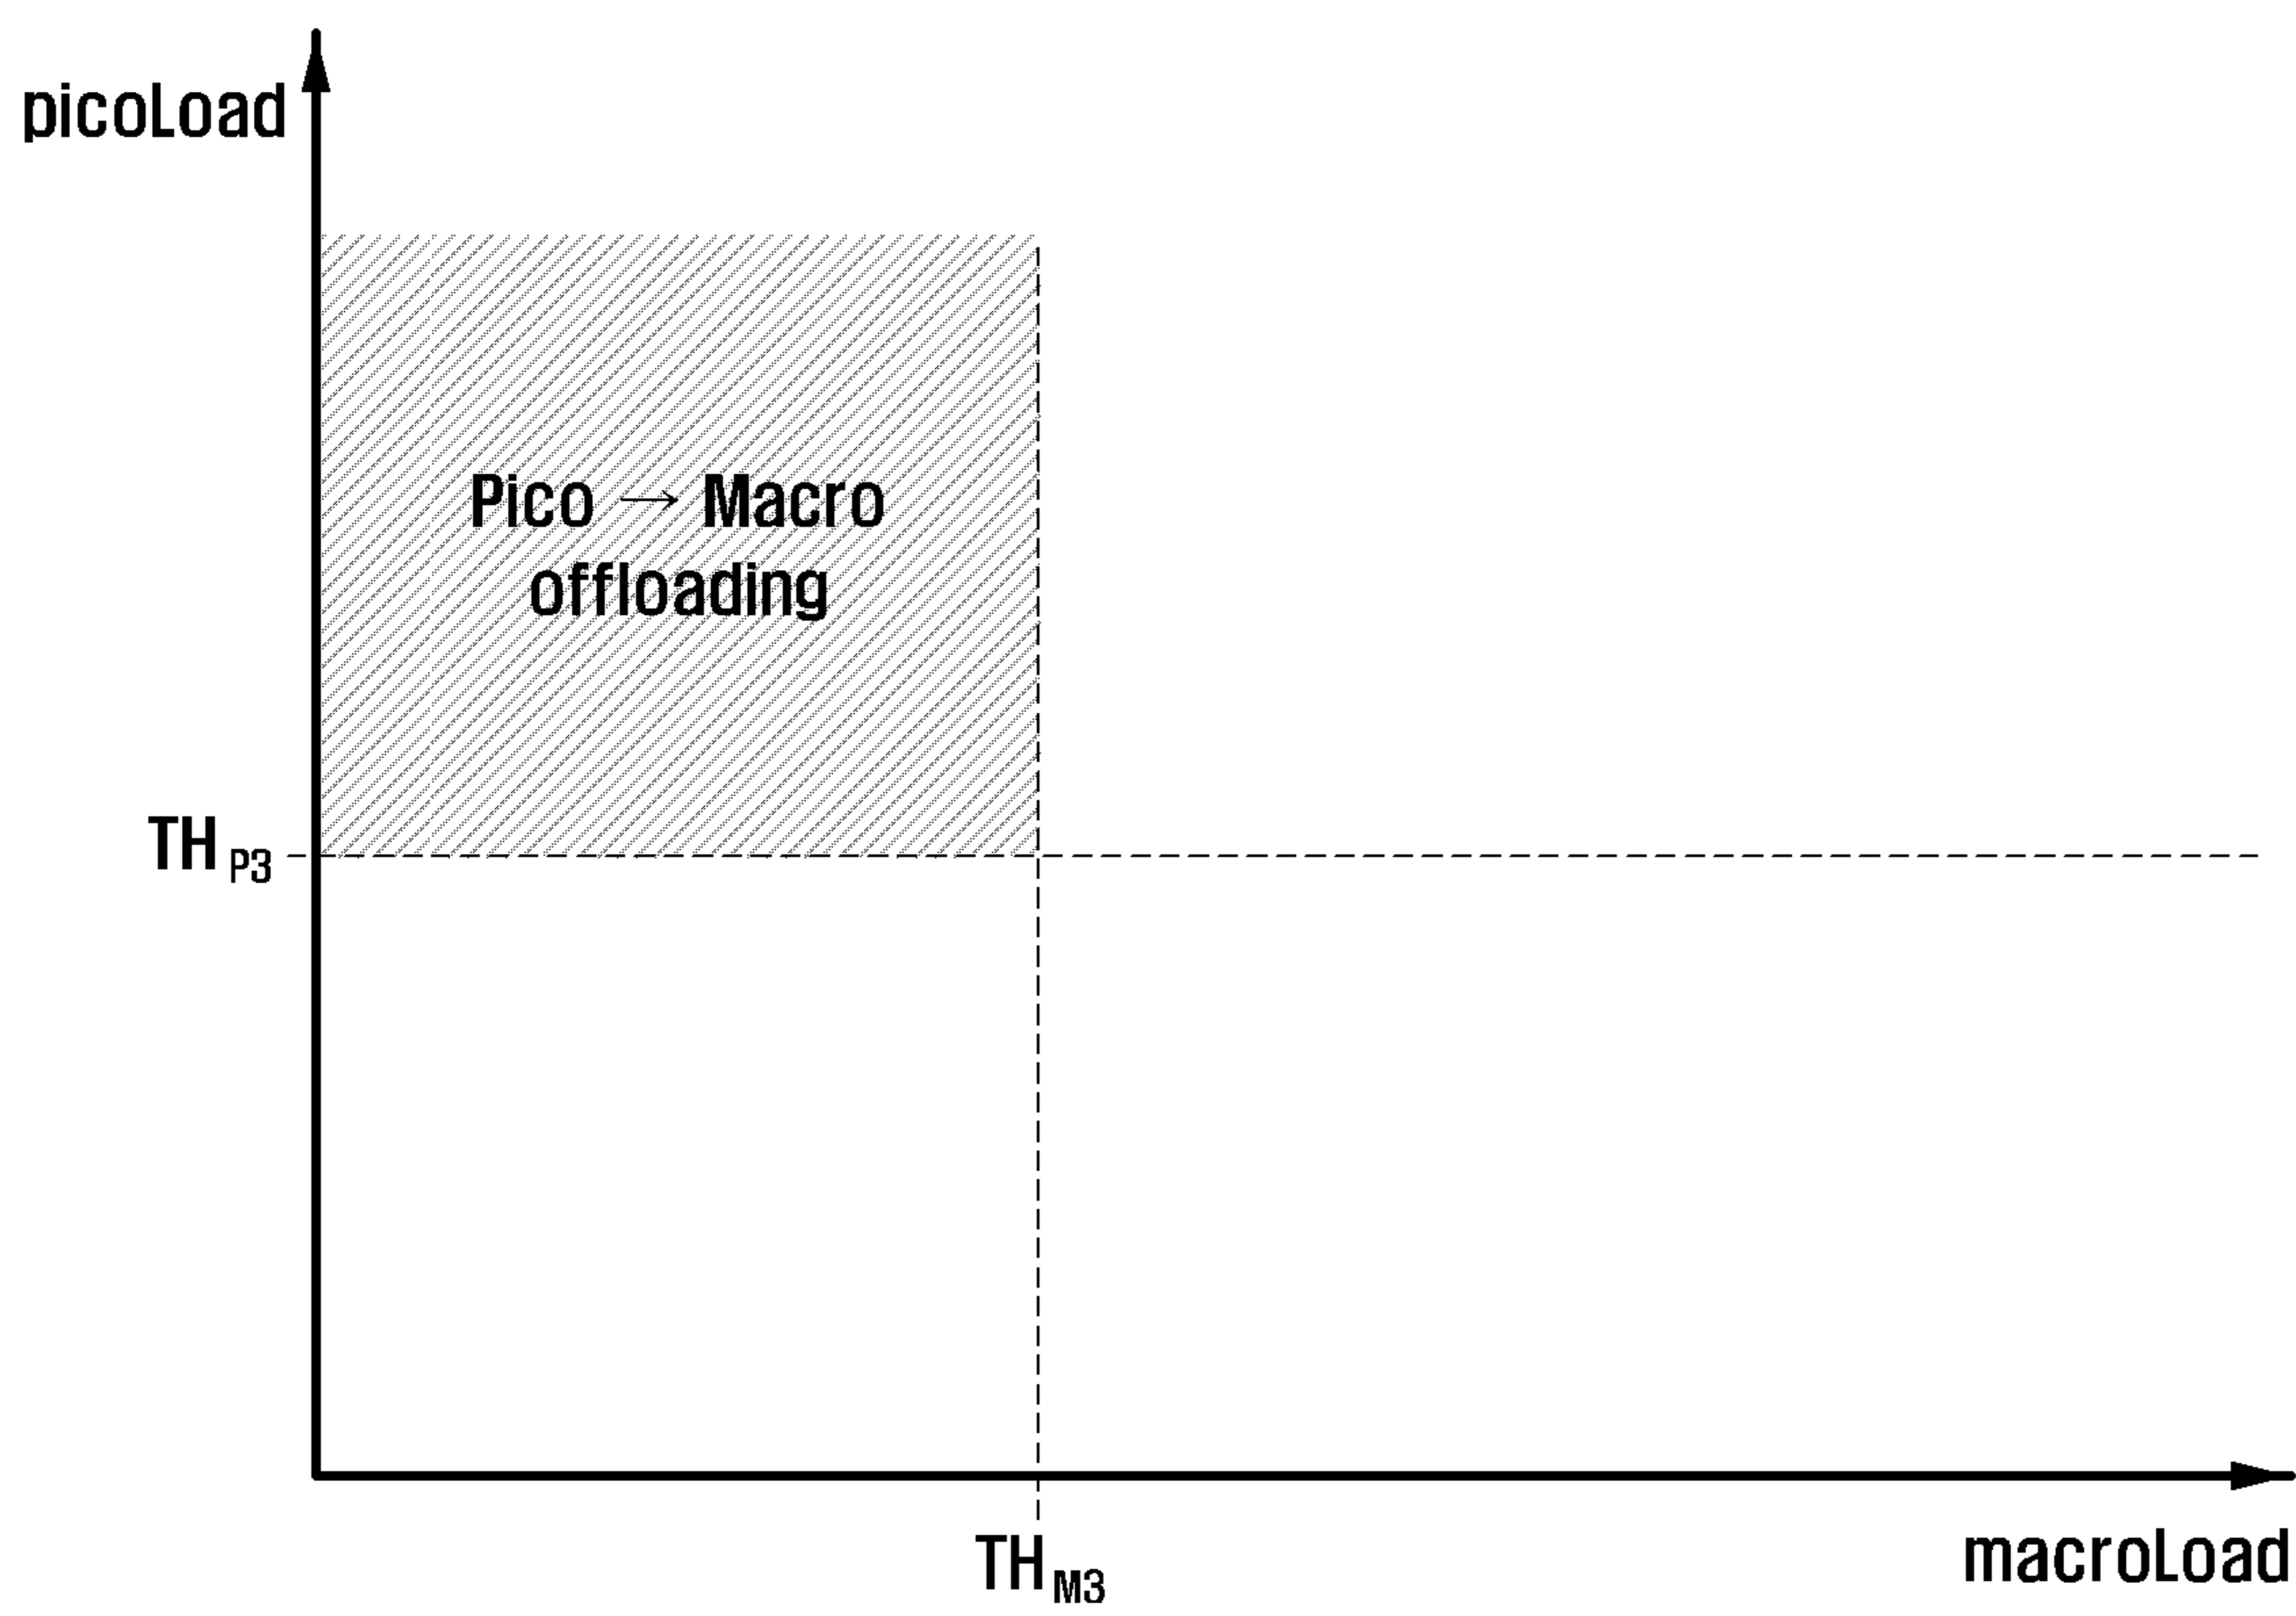 picoLoad
Pico → Macro
offloading
TH P3
TH M3
macroLoad